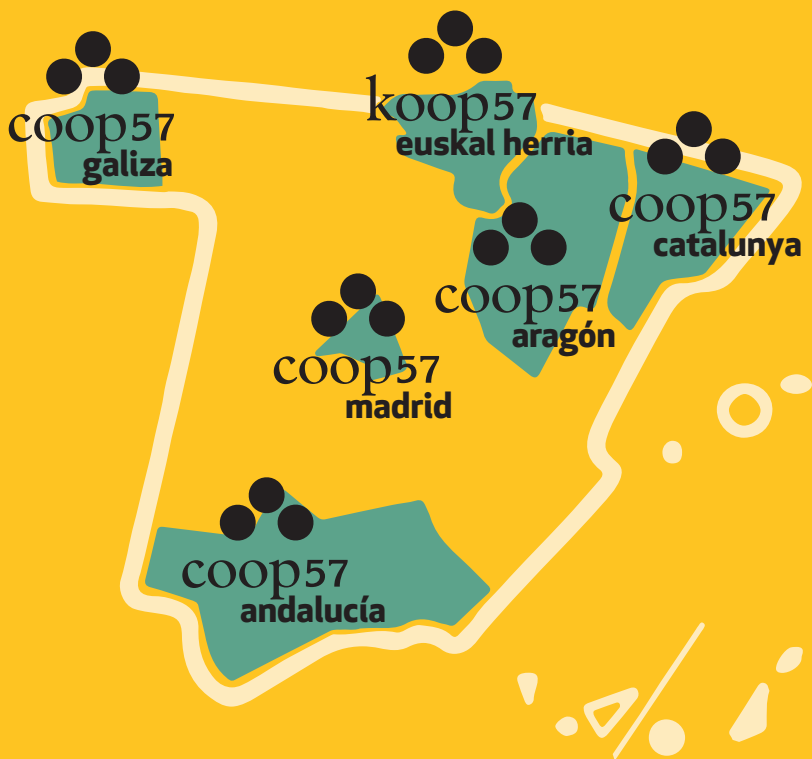 coop57
galiza
koop57
euskal herria
coop57
catalunya
coop57
aragón
coop57
madrid
coop57
andalucía